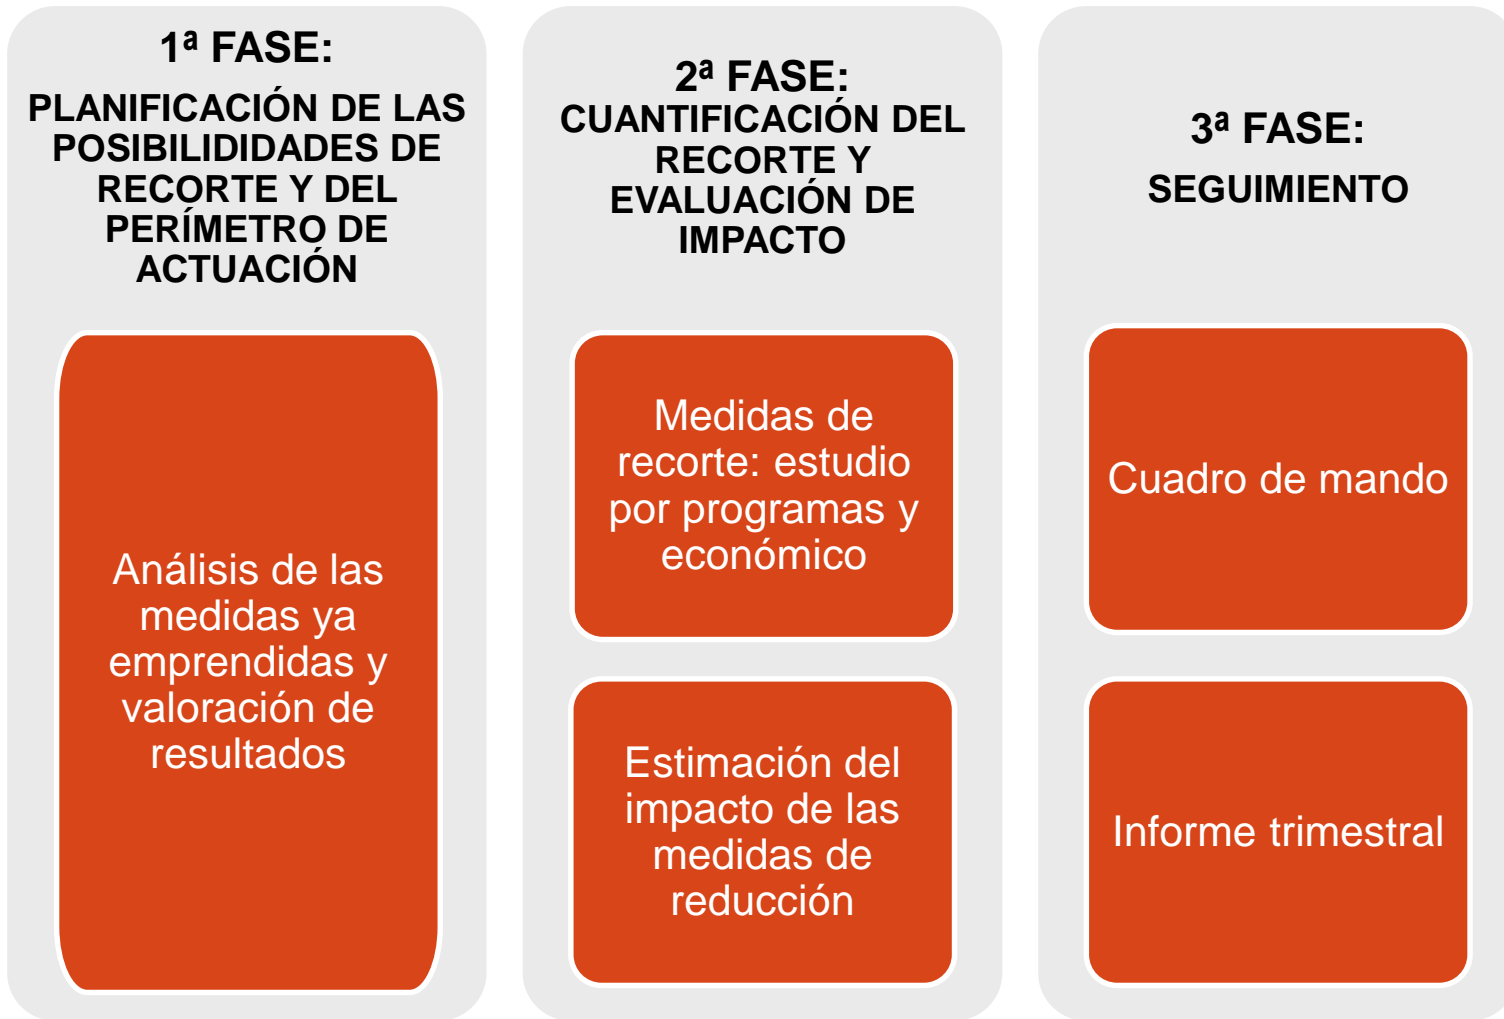 1ª FASE:
PLANIFICACIÓN DE LAS
POSIBILIDIDADES DE
RECORTE Y DEL
PERÍMETRO DE
ACTUACIÓN
Análisis de las
medidas ya
emprendidas y
valoración de
resultados
2ª FASE:
CUANTIFICACIÓN DEL
RECORTE Y
EVALUACIÓN DE
IMPACTO
Medidas de
recorte: estudio
por programas y
económico
Estimación del
impacto de las
medidas de
reducción
3ª FASE:
SEGUIMIENTO
Cuadro de mando
Informe trimestral